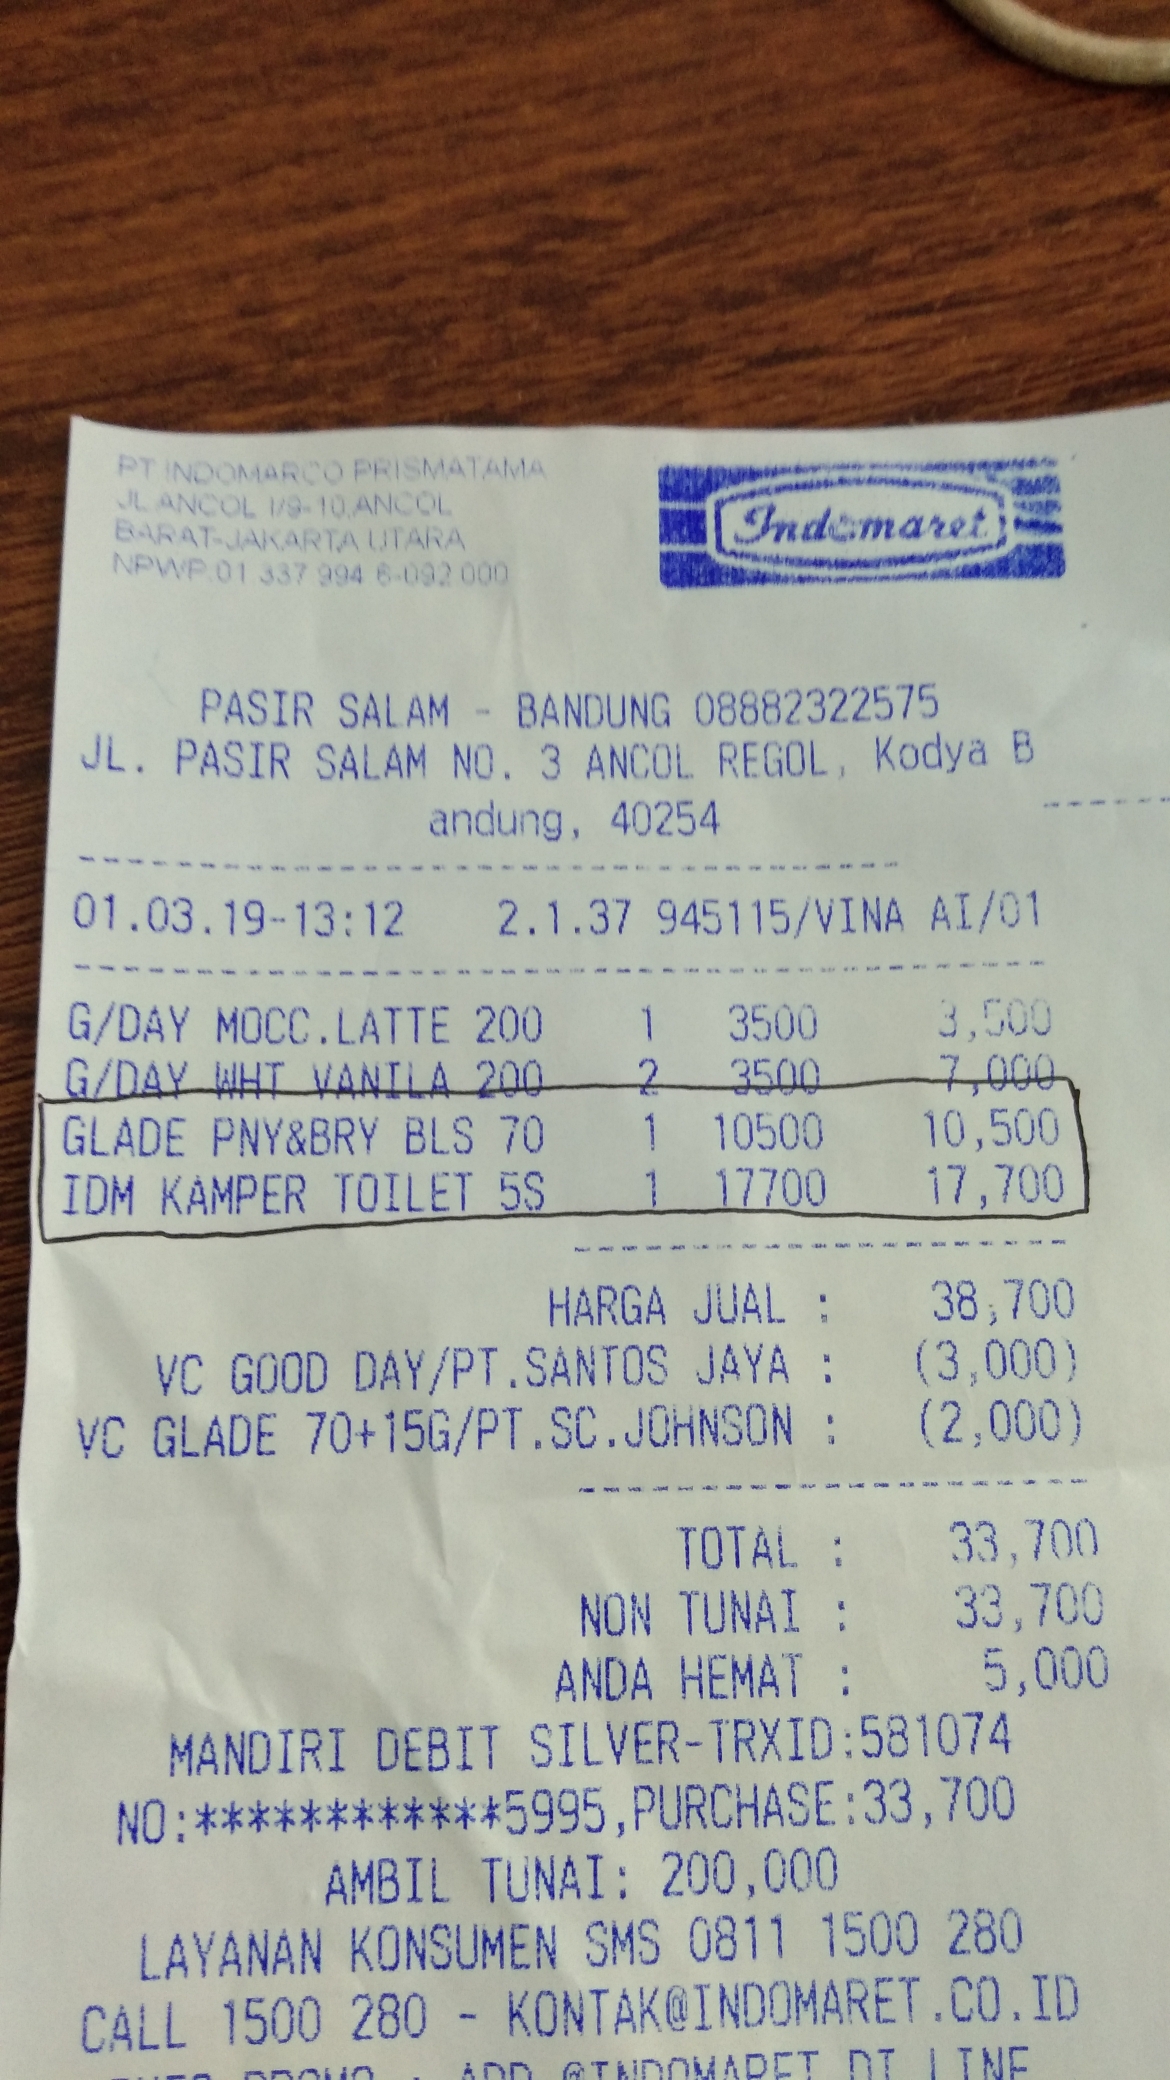 PT.INDOMARCO PRISMATAMA
JL.ANCOL I/9-10,ANCOL
BARAT-JAKARTA UTARA
NPWP.01 337 994 6-092.000
Indomaret
PASIR SALAM - BANDUNG 08882322575
JL. PASIR SALAM NO. 3 ANCOL REGOL, Kodya B
andung, 40254
01.03.19-13:12 2.1.37 945115/VINA AI/01
G/DAY MOCC.LATTE 200 1 3500 3,500
G/DAY WHT VANILA 200 2 3500 7,000
GLADE PNY&BRY BLS 70 1 10500 10,500
IDM KAMPER TOILET 5S 1 17700 17,700
HARGA JUAL : 38,700
VC GOOD DAY/PT.SANTOS JAYA : (3,000)
VC GLADE 70+15G/PT.SC.JOHNSON : (2,000)
TOTAL : 33,700
NON TUNAI : 33,700
ANDA HEMAT : 5,000
MANDIRI DEBIT SILVER-TRXID:581074
NO:************5995,PURCHASE:33,700
AMBIL TUNAI: 200,000
LAYANAN KONSUMEN SMS 0811 1500 280
CALL 1500 280 - KONTAK@INDOMARET.CO.ID
PROMO : ADD @INDOMARET DI LINE